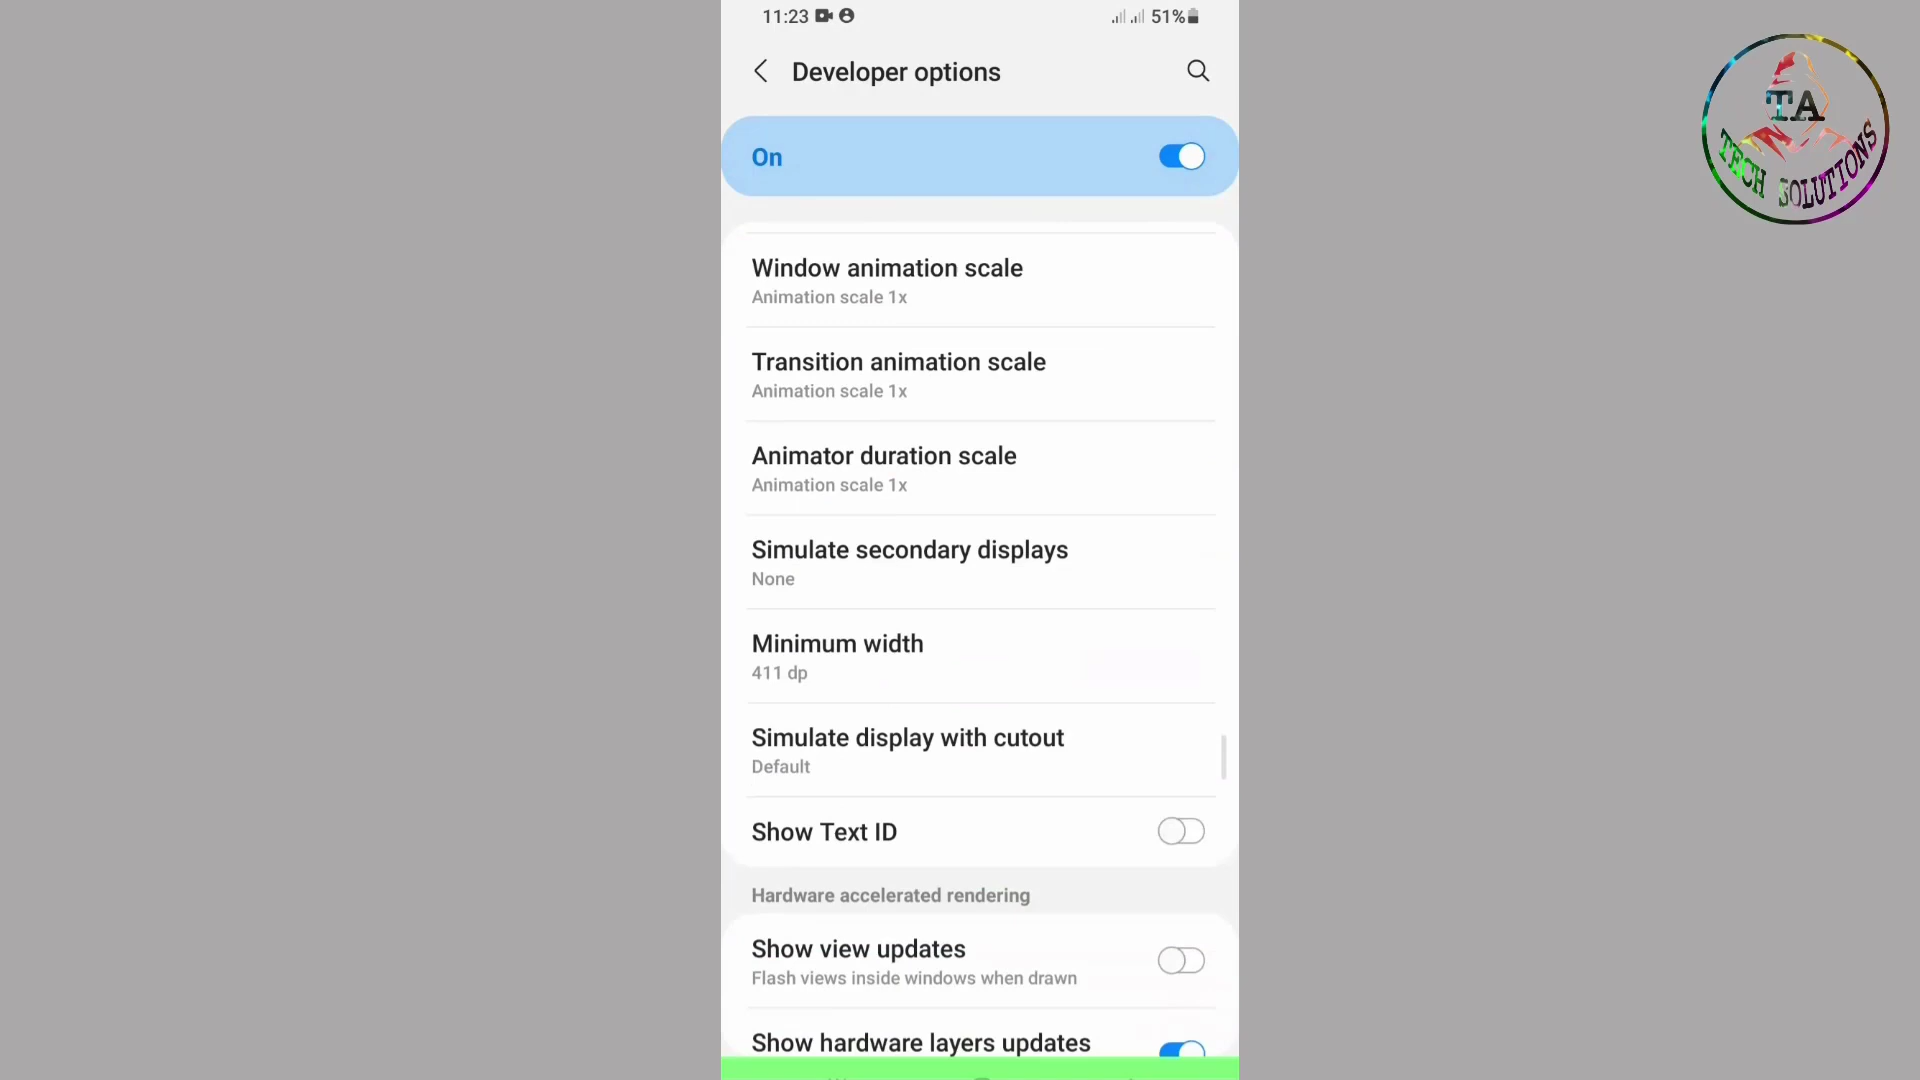 11:23 51%
Developer options
On
Window animation scale
Animation scale 1x
Transition animation scale
Animation scale 1x
Animator duration scale
Animation scale 1x
Simulate secondary displays
None
Minimum width
411 dp
Simulate display with cutout
Default
Show Text ID
Hardware accelerated rendering
Show view updates
Flash views inside windows when drawn
Show hardware layers updates
TA
TECH SOLUTIONS